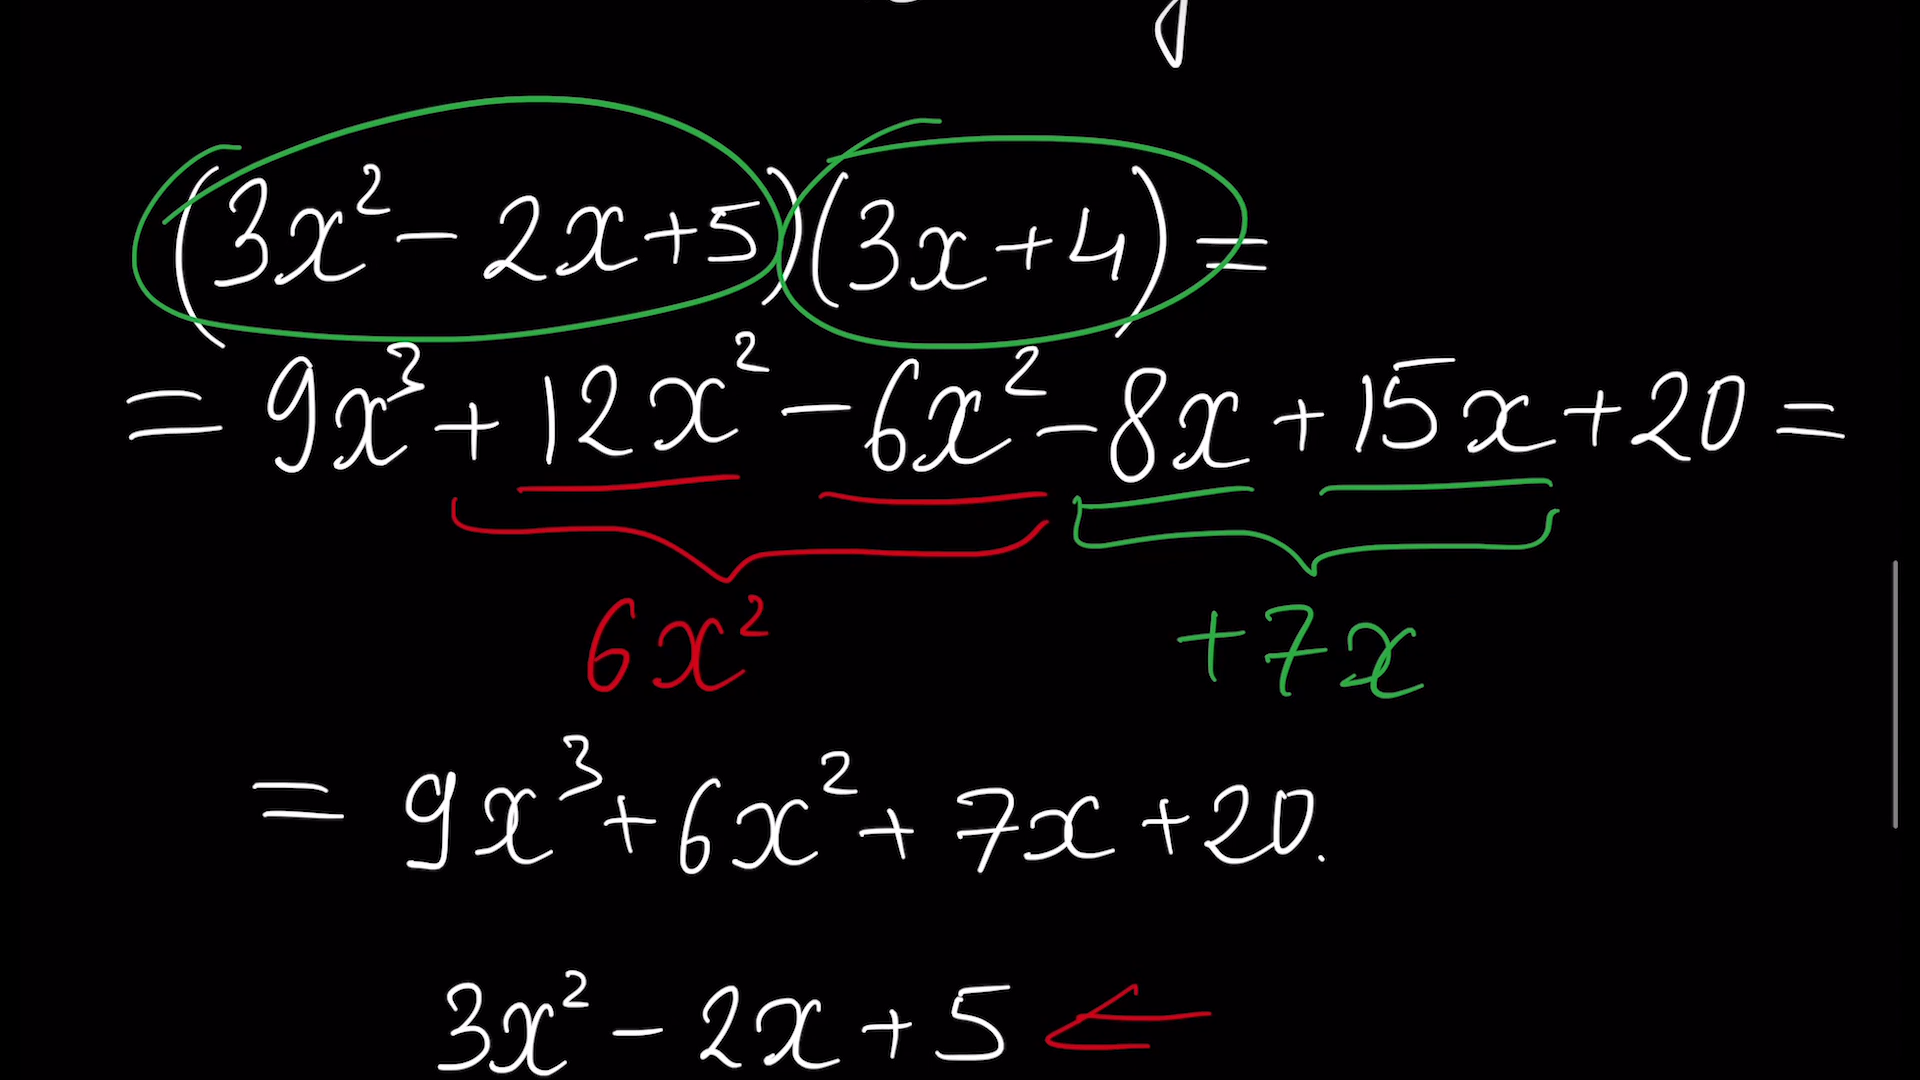 (3x² - 2x + 5)(3x + 4) =
= 9x³ + 12x² - 6x² - 8x + 15x + 20 =
6x² +7x
= 9x³ + 6x² + 7x + 20.
3x² - 2x + 5 ⇐